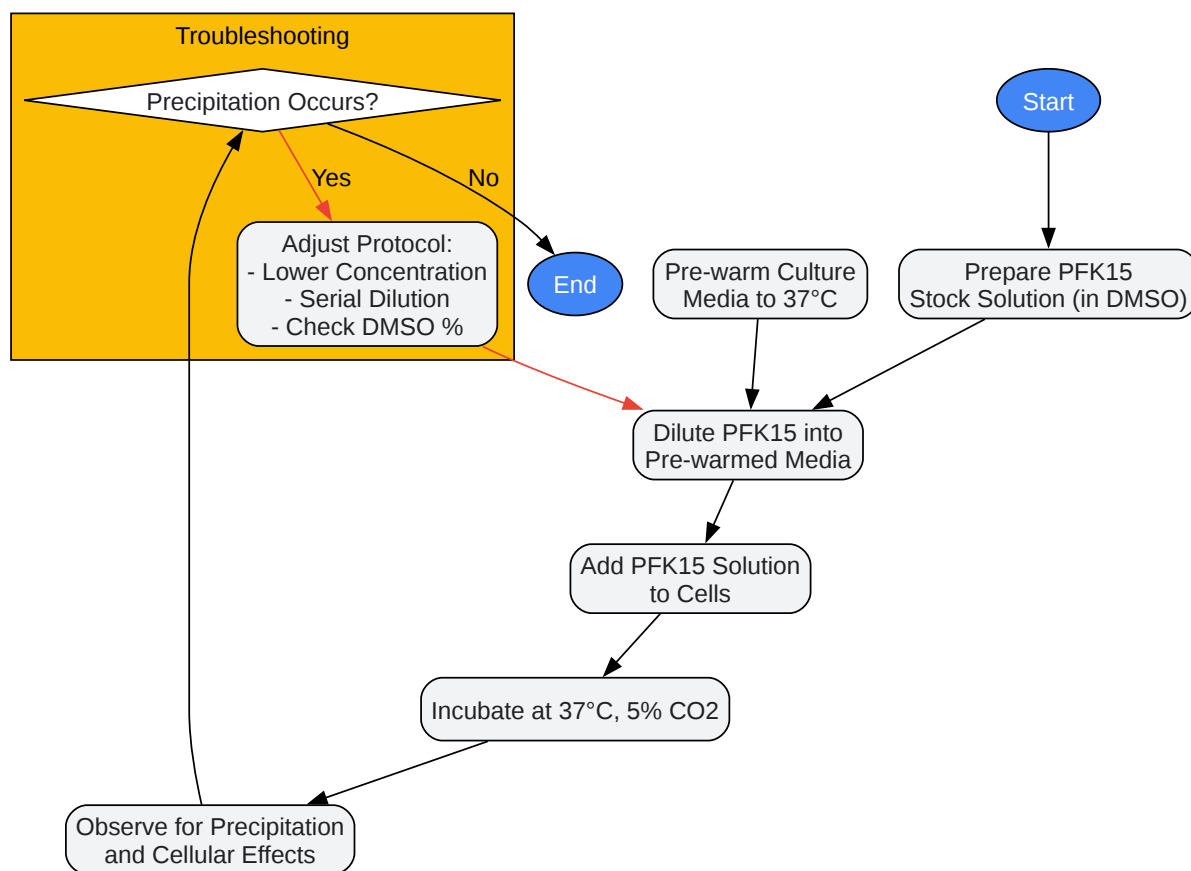 Troubleshooting
Precipitation Occurs?
Start
Yes
No
Adjust Protocol:
- Lower Concentration
- Serial Dilution
- Check DMSO %
End
Pre-warm Culture
Media to 37°C
Prepare PFK15
Stock Solution (in DMSO)
Dilute PFK15 into
Pre-warmed Media
Add PFK15 Solution
to Cells
Incubate at 37°C, 5% CO2
Observe for Precipitation
and Cellular Effects